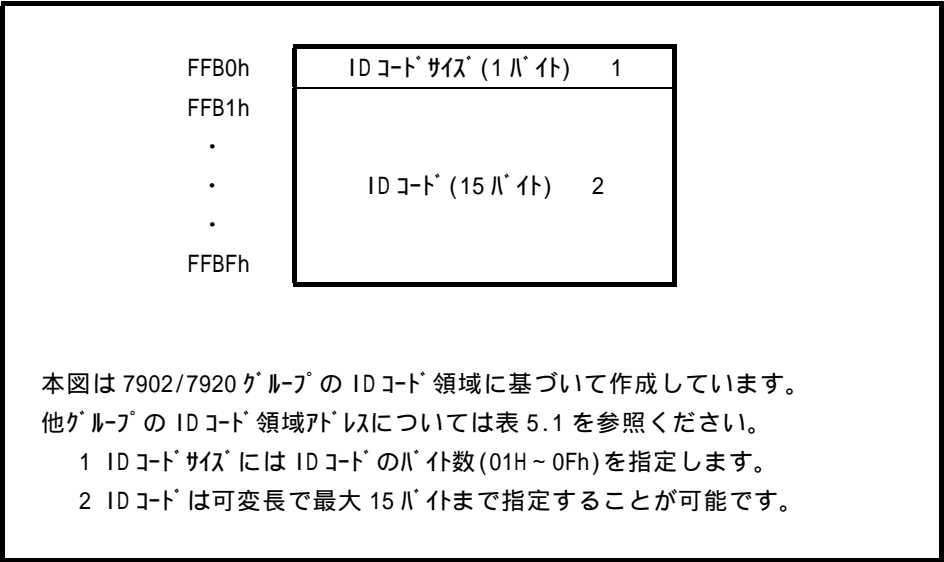 FFB0h IDｺｰﾄﾞｻｲｽﾞ(1ﾊﾞｲﾄ) 1
FFB1h
・
・ IDｺｰﾄﾞ(15ﾊﾞｲﾄ) 2
・
FFBFh
本図は7902/7920ｸﾞﾙｰﾌﾟのIDｺｰﾄﾞ領域に基づいて作成しています。
他ｸﾞﾙｰﾌﾟのIDｺｰﾄﾞ領域ｱﾄﾞﾚｽについては表5.1を参照ください。
1 IDｺｰﾄﾞｻｲｽﾞにはIDｺｰﾄﾞのﾊﾞｲﾄ数(01H~0Fh)を指定します。
2 IDｺｰﾄﾞは可変長で最大15ﾊﾞｲﾄまで指定することが可能です。